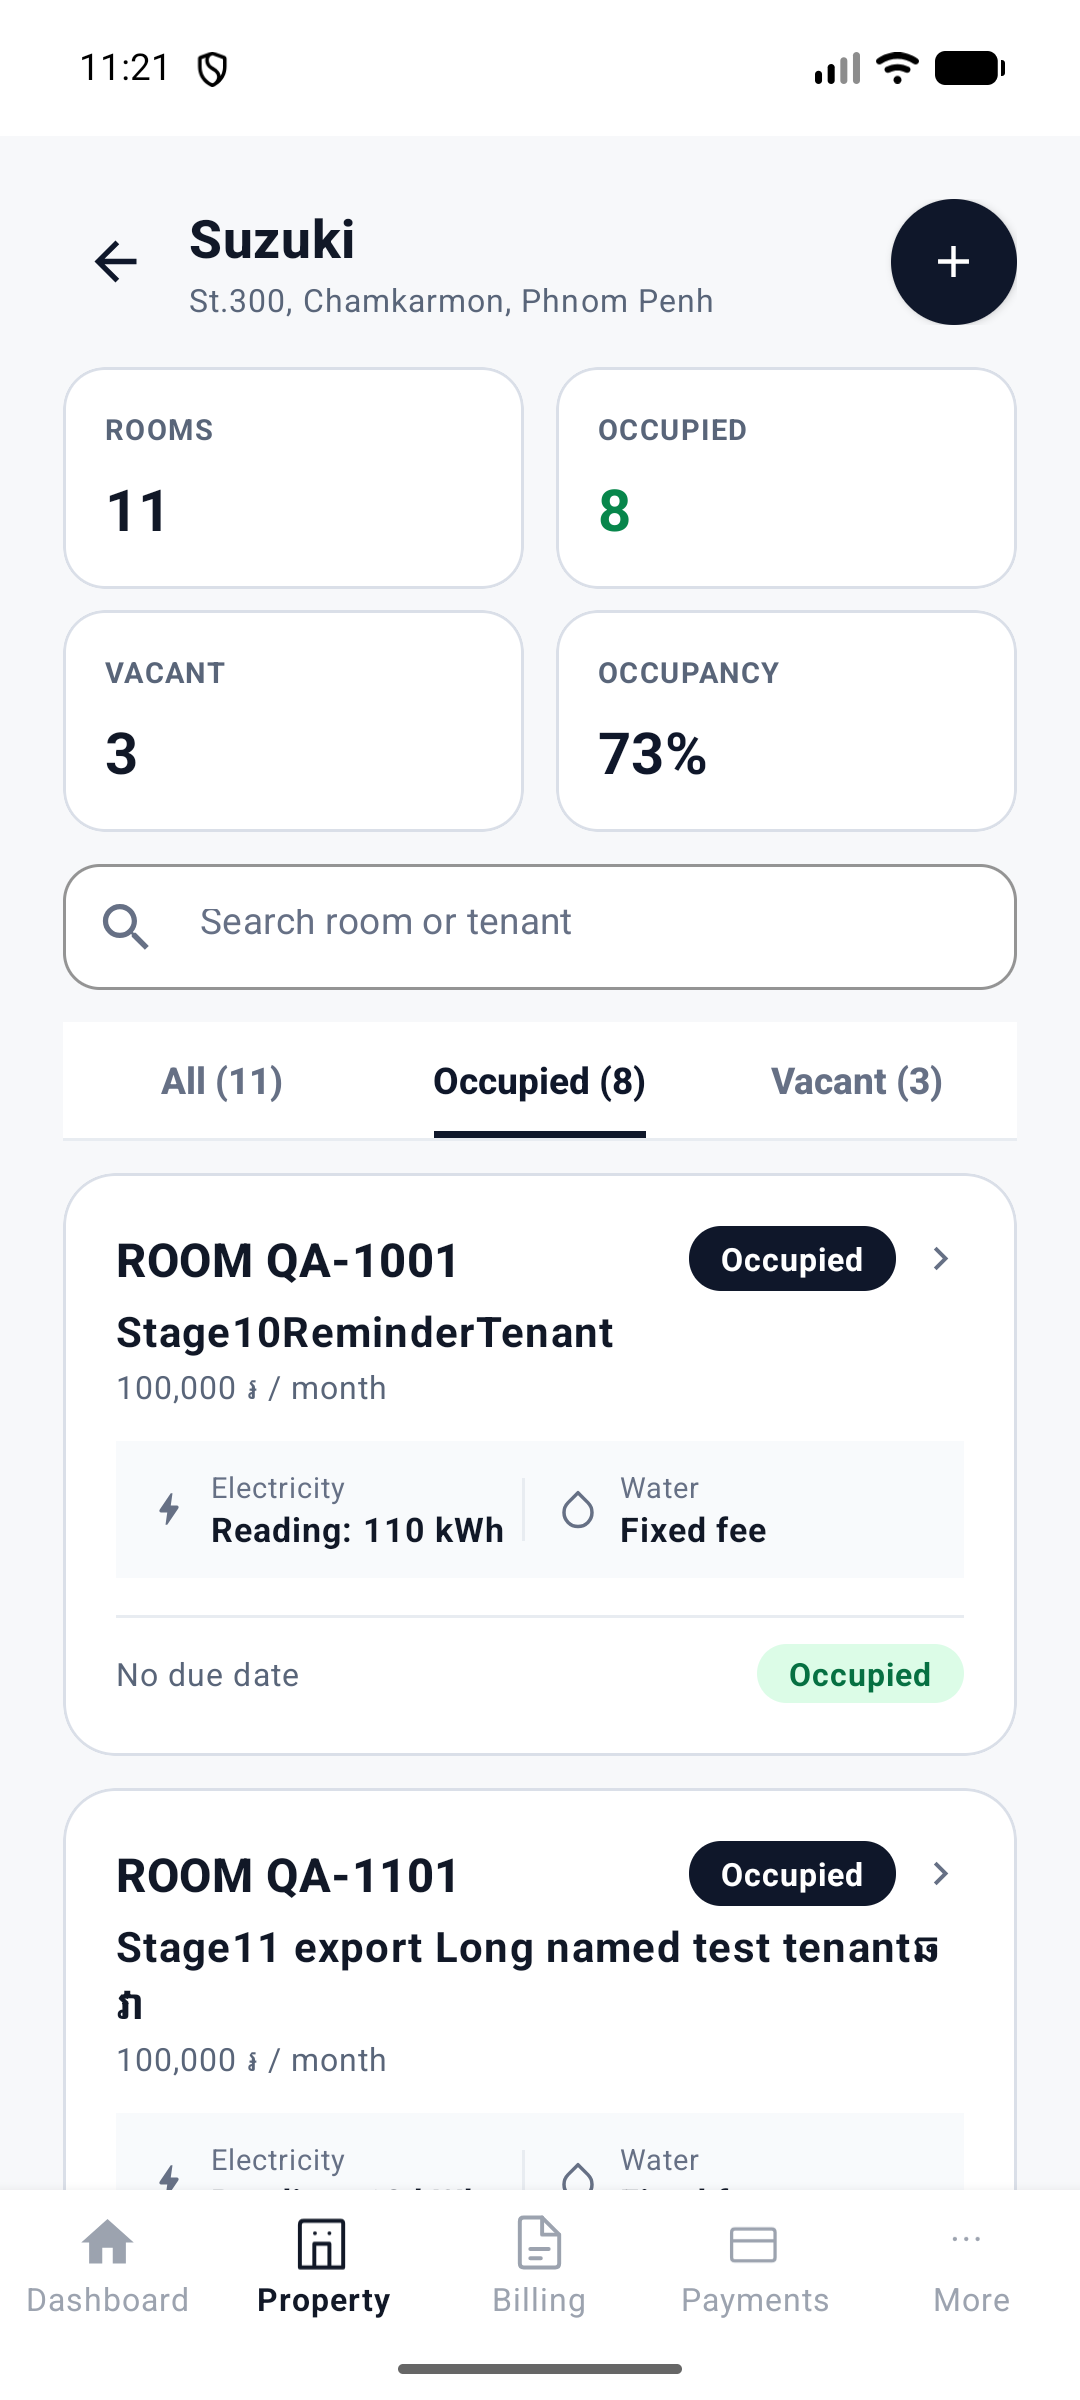 11:21
Suzuki
St.300, Chamkarmon, Phnom Penh
ROOMS
11
OCCUPIED
8
VACANT
3
OCCUPANCY
73%
Search room or tenant
All (11)
Occupied (8)
Vacant (3)
ROOM QA-1001
Occupied
Stage10ReminderTenant
100,000 ៛ / month
Electricity
Reading: 110 kWh
Water
Fixed fee
No due date
Occupied
ROOM QA-1101
Occupied
Stage11 export Long named test tenantឆ
វា
100,000 ៛ / month
Electricity
Water
Dashboard
Property
Billing
Payments
More